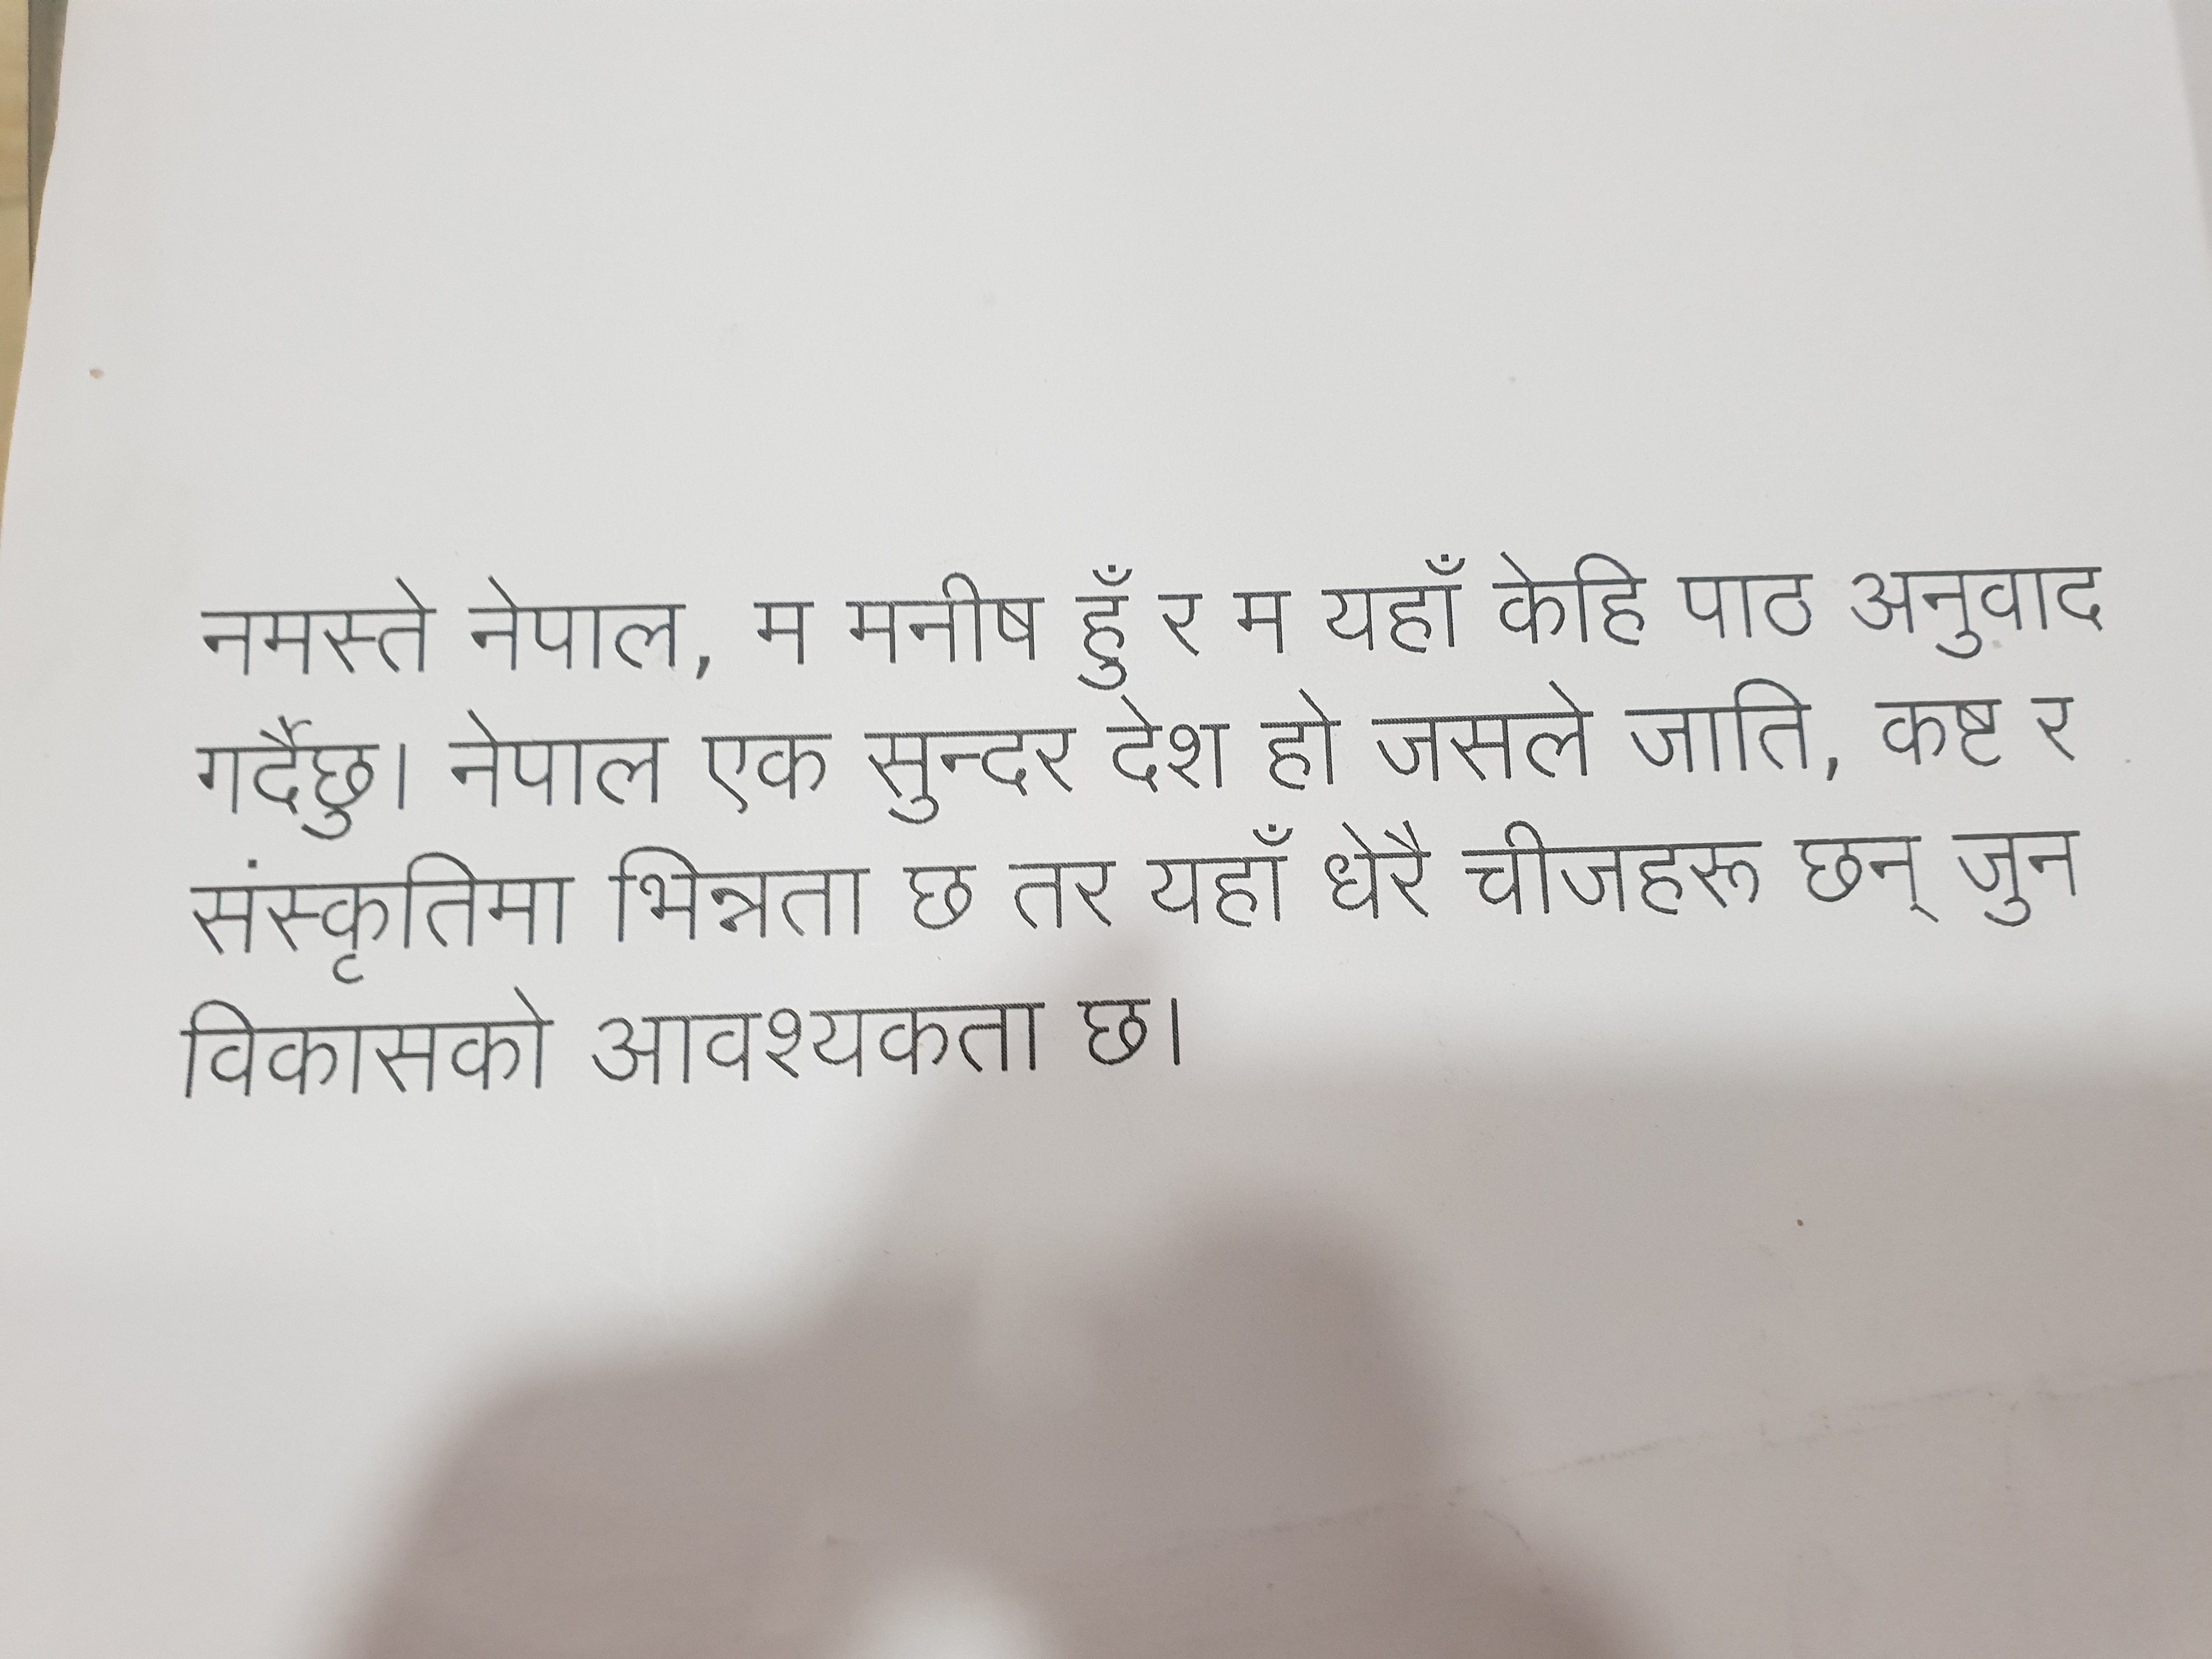 नमस्ते नेपाल, म मनीष हुँ र म यहाँ केहि पाठ अनुवाद
गर्दैछु। नेपाल एक सुन्दर देश हो जसले जाति, कष्ट र
संस्कृतिमा भिन्नता छ तर यहाँ धेरै चीजहरू छन् जुन
विकासको आवश्यकता छ।